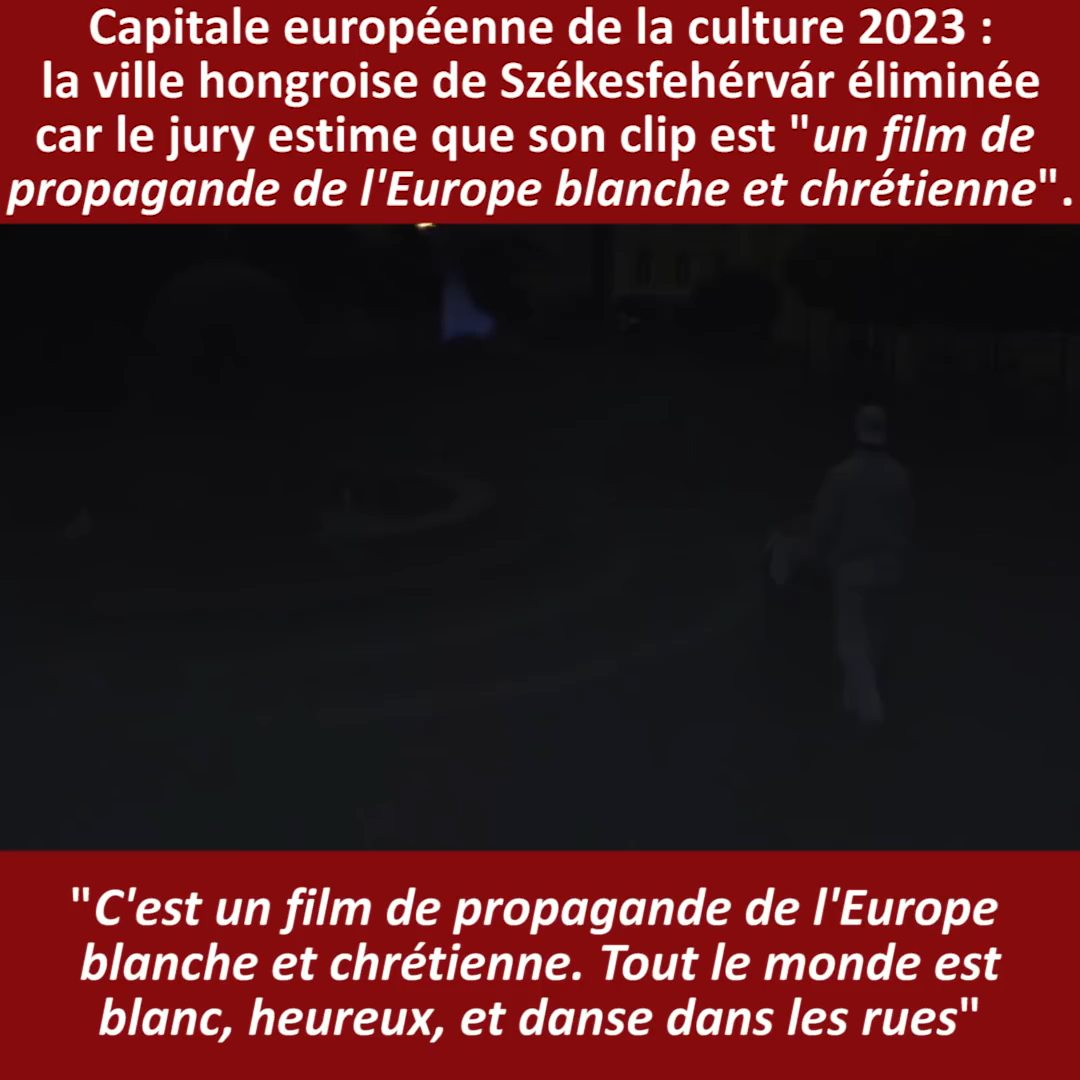 Capitale européenne de la culture 2023 :
la ville hongroise de Székesfehérvár éliminée
car le jury estime que son clip est "un film de
propagande de l'Europe blanche et chrétienne".
"C'est un film de propagande de l'Europe
blanche et chrétienne. Tout le monde est
blanc, heureux, et danse dans les rues"